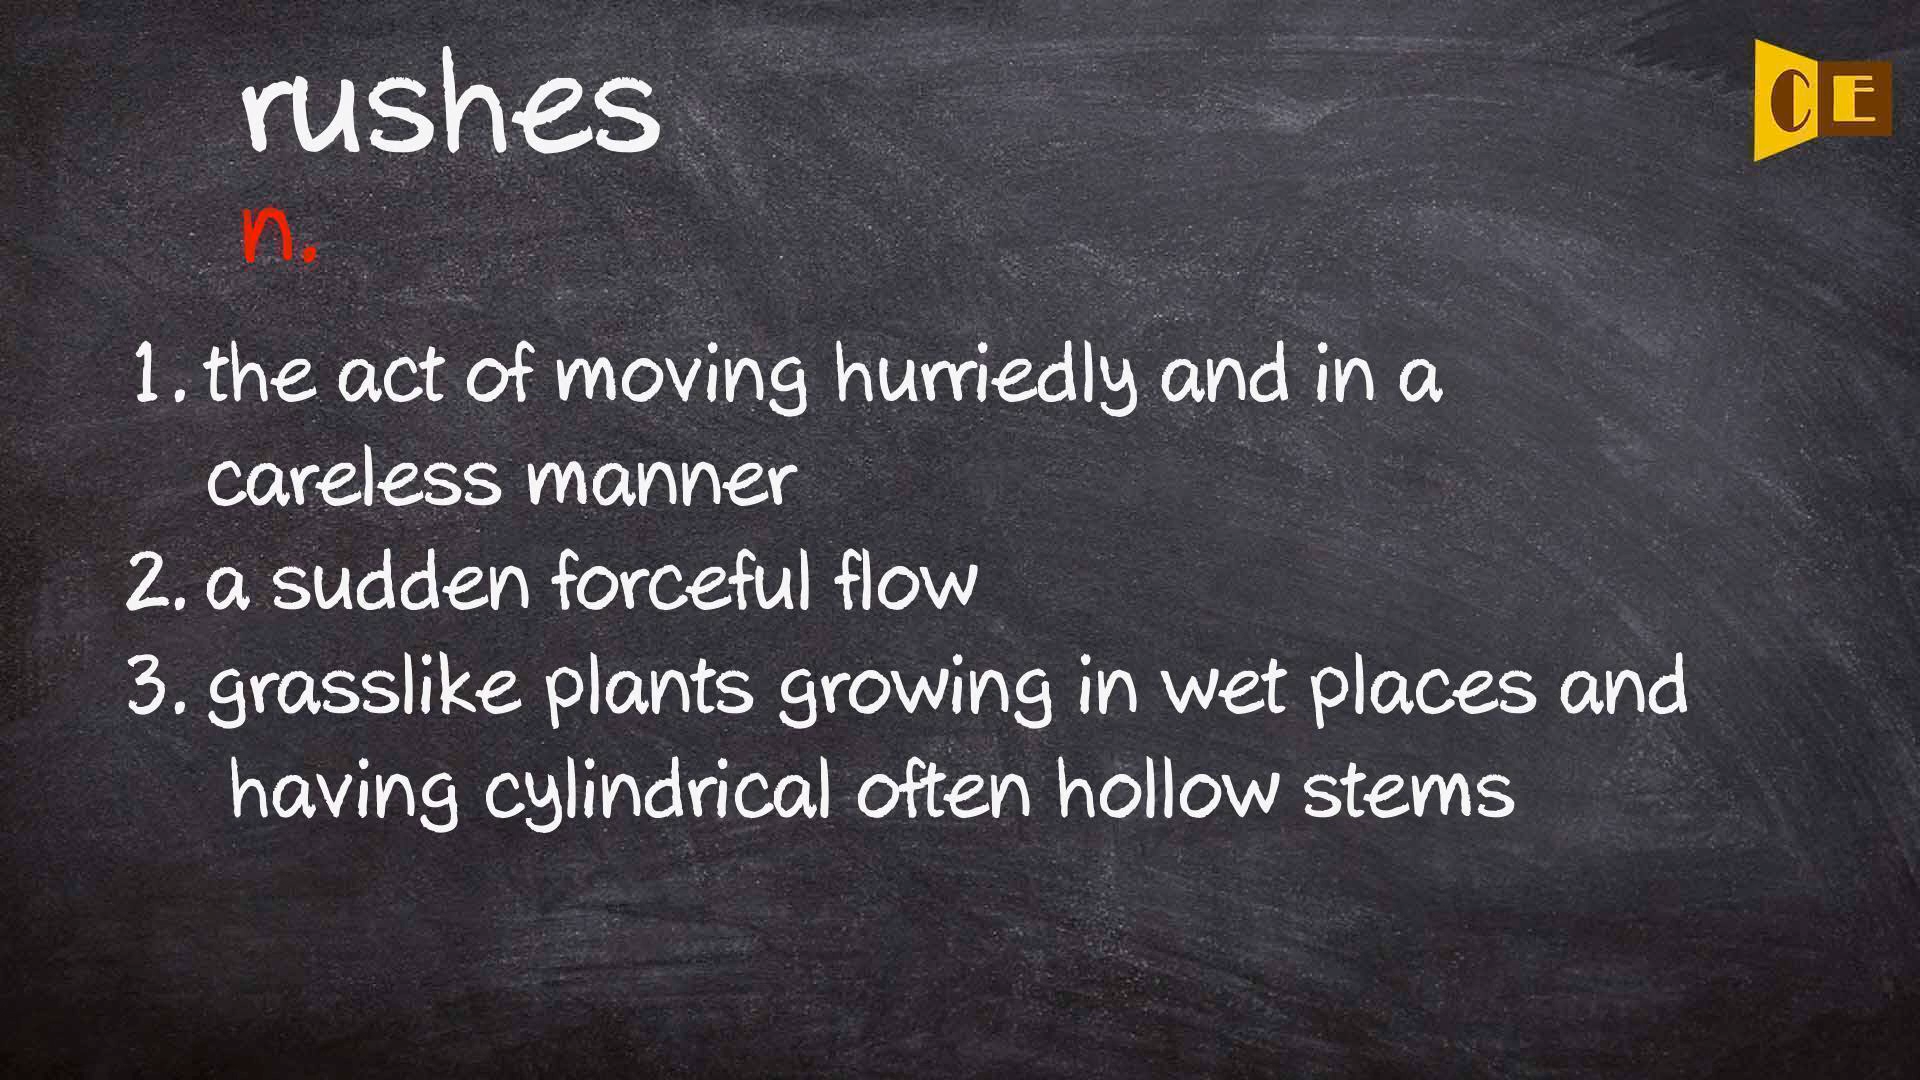 rushes
CE
n.
1. the act of moving hurriedly and in a
careless manner
2. a sudden forceful flow
3. grasslike plants growing in wet places and
having cylindrical often hollow stems